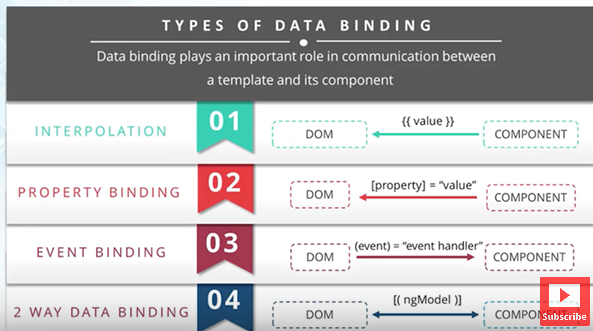 TYPES OF DATA BINDING
Data binding plays an important role in communication between
a template and its component
INTERPOLATION 01 DOM {{ value }} COMPONENT
PROPERTY BINDING 02 DOM [property] = “value” COMPONENT
EVENT BINDING 03 DOM (event) = “event handler” COMPONENT
2 WAY DATA BINDING 04 DOM [( ngModel )] COMPONENT
Subscribe